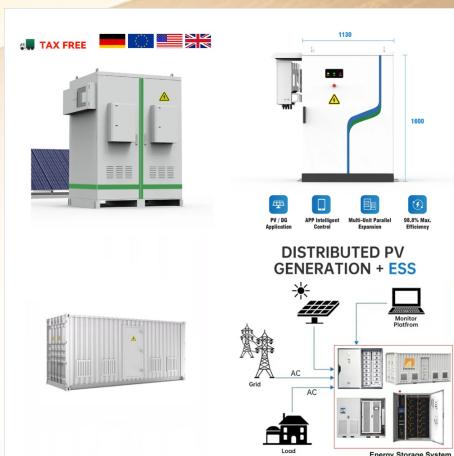 TAX FREE
1130
1600
PV / DG
Application
APP Intelligent
Control
Multi-Unit Parallel
Expansion
98.8% Max.
Efficiency
DISTRIBUTED PV
GENERATION + ESS
Monitor
Platfrom
Grid
AC
AC
Load
Energy Storage System